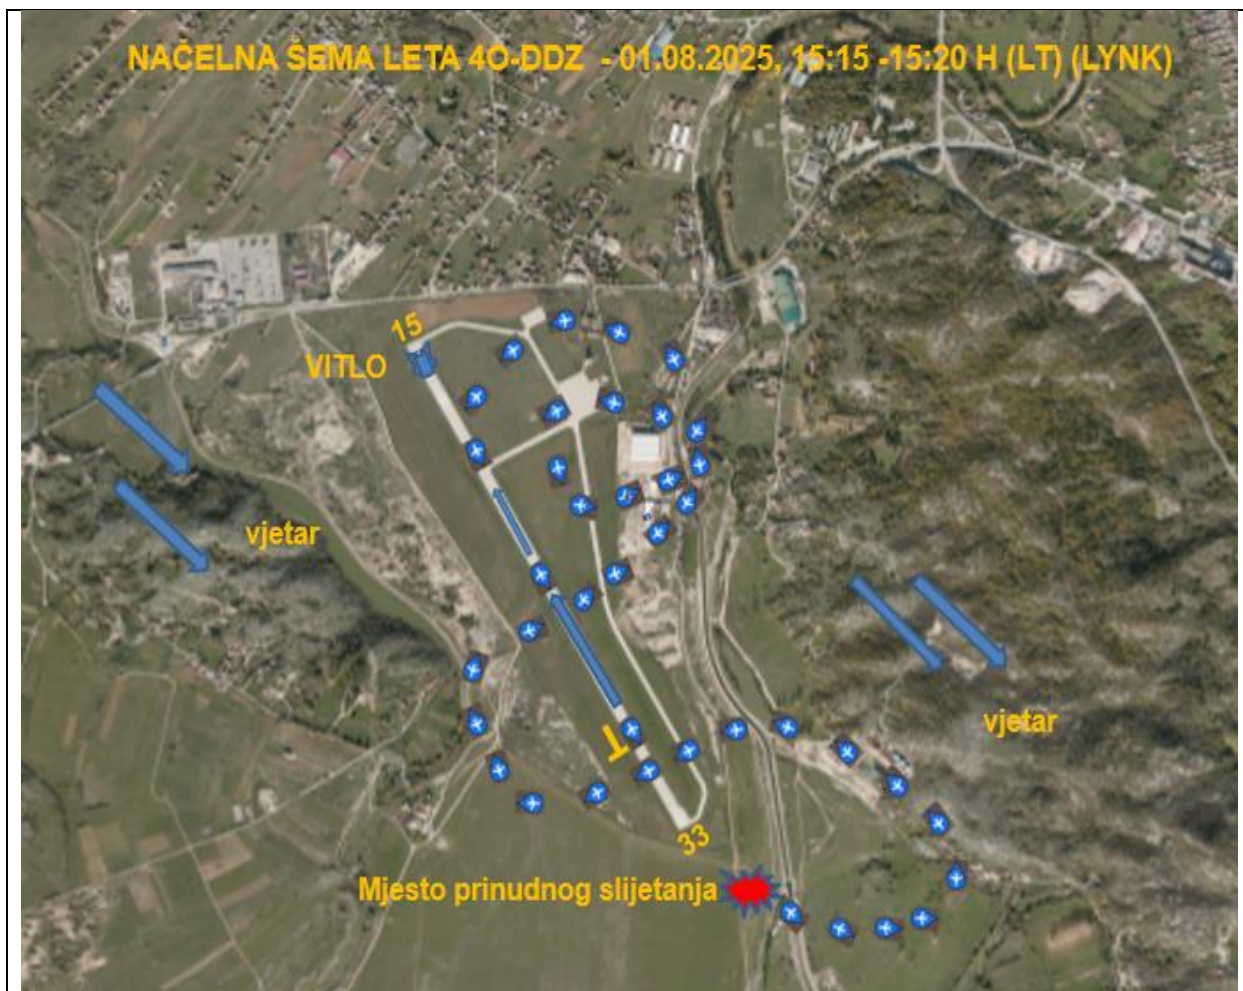 NAČELNA ŠEMA LETA 4O-DDZ - 01.08.2025, 15:15 -15:20 H (LT) (LYNK)
15
VITLO
vjetar
vjetar
33
Mjesto prinudnog slijetanja